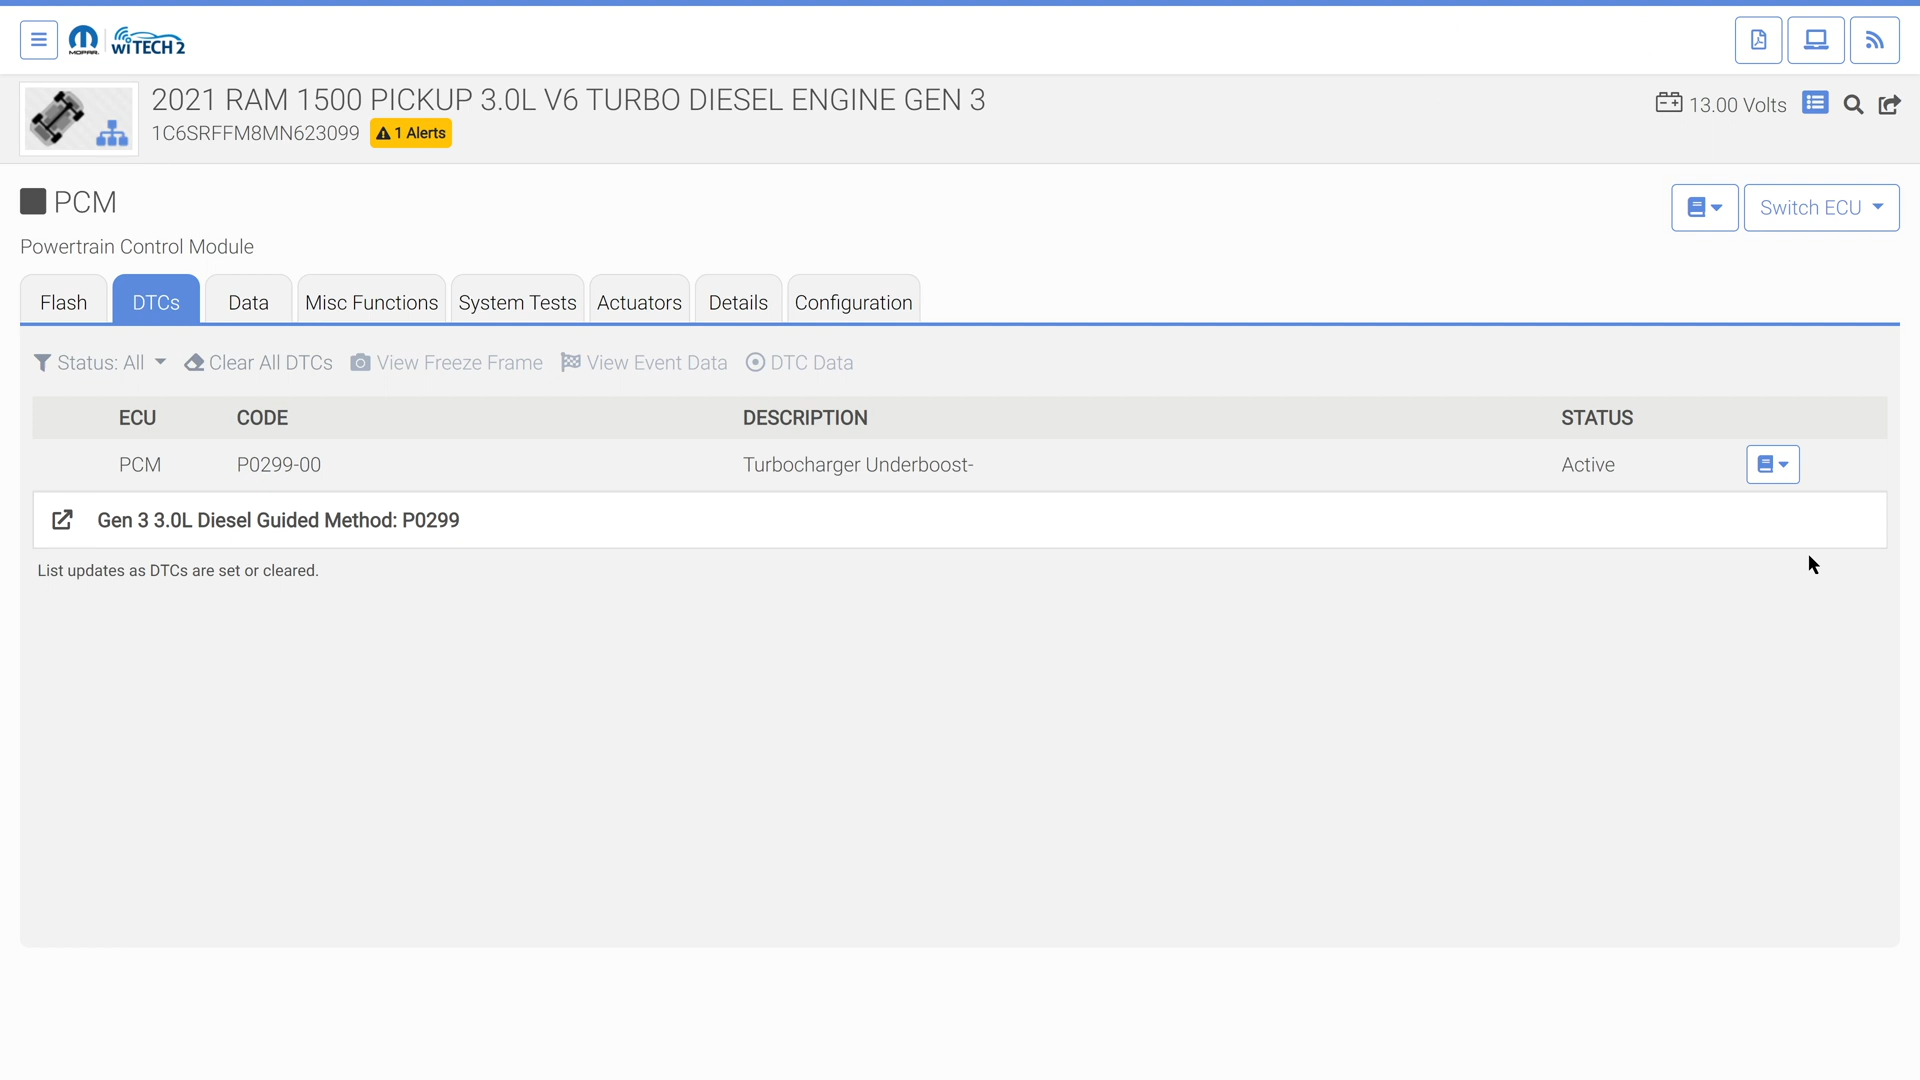 MOPAR wiTECH 2
2021 RAM 1500 PICKUP 3.0L V6 TURBO DIESEL ENGINE GEN 3
1C6SRFFM8MN623099 1 Alerts
13.00 Volts
PCM
Switch ECU
Powertrain Control Module
Flash DTCs Data Misc Functions System Tests Actuators Details Configuration
Status: All Clear All DTCs View Freeze Frame View Event Data DTC Data
ECU CODE DESCRIPTION STATUS
PCM P0299-00 Turbocharger Underboost- Active
Gen 3 3.0L Diesel Guided Method: P0299
List updates as DTCs are set or cleared.